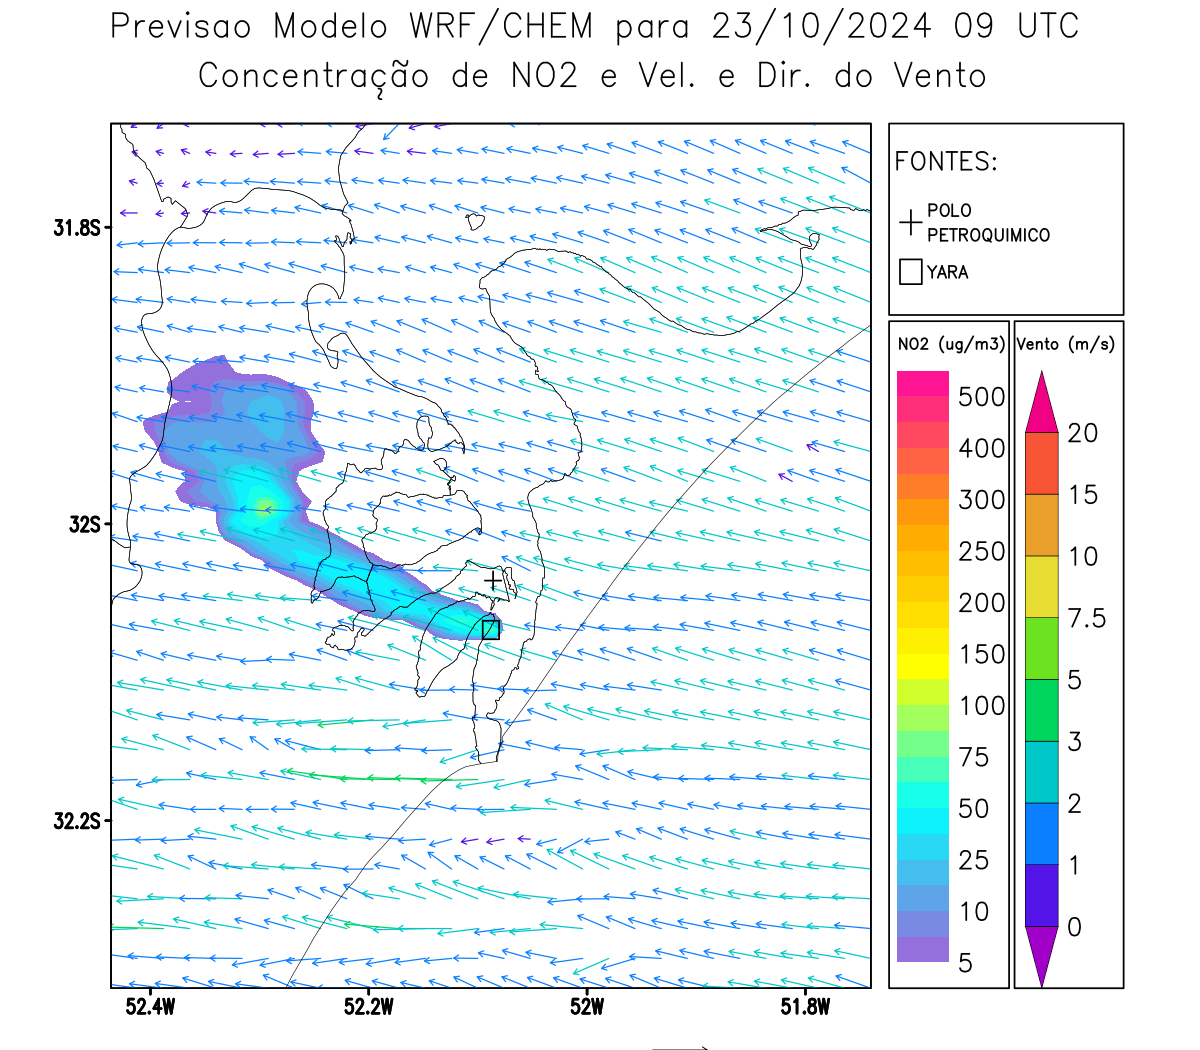 Previsao Modelo WRF/CHEM para 23/10/2024 09 UTC
Concentração de NO2 e Vel. e Dir. do Vento
FONTES:
POLO
PETROQUIMICO
YARA
NO2 (ug/m3)
500
400
300
250
200
150
100
75
50
25
10
5
Vento (m/s)
20
15
10
7.5
5
3
2
1
0
31.8S
32S
32.2S
52.4W
52.2W
52W
51.8W